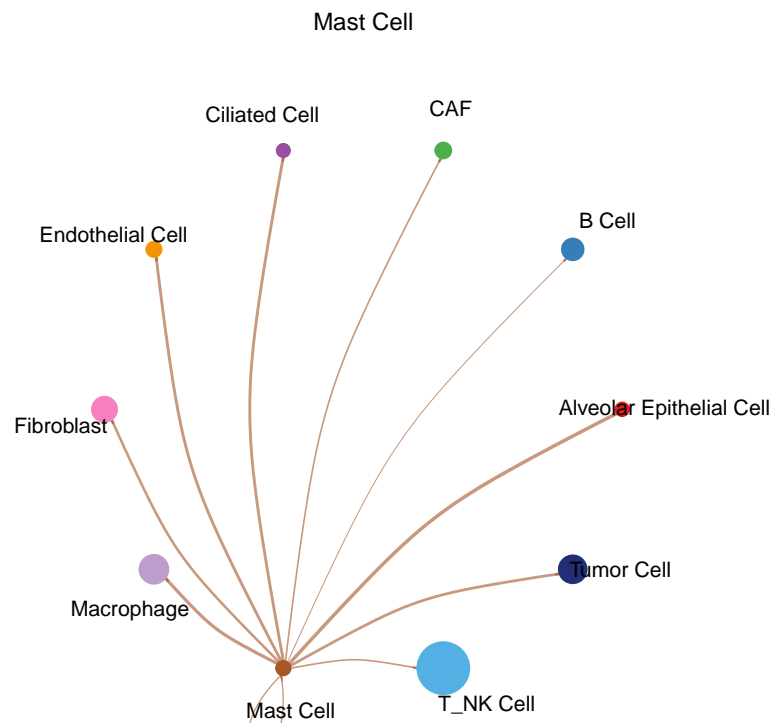 Mast Cell
Ciliated Cell
CAF
B Cell
Endothelial Cell
Alveolar Epithelial Cell
Fibroblast
Tumor Cell
Macrophage
T_NK Cell
Mast Cell